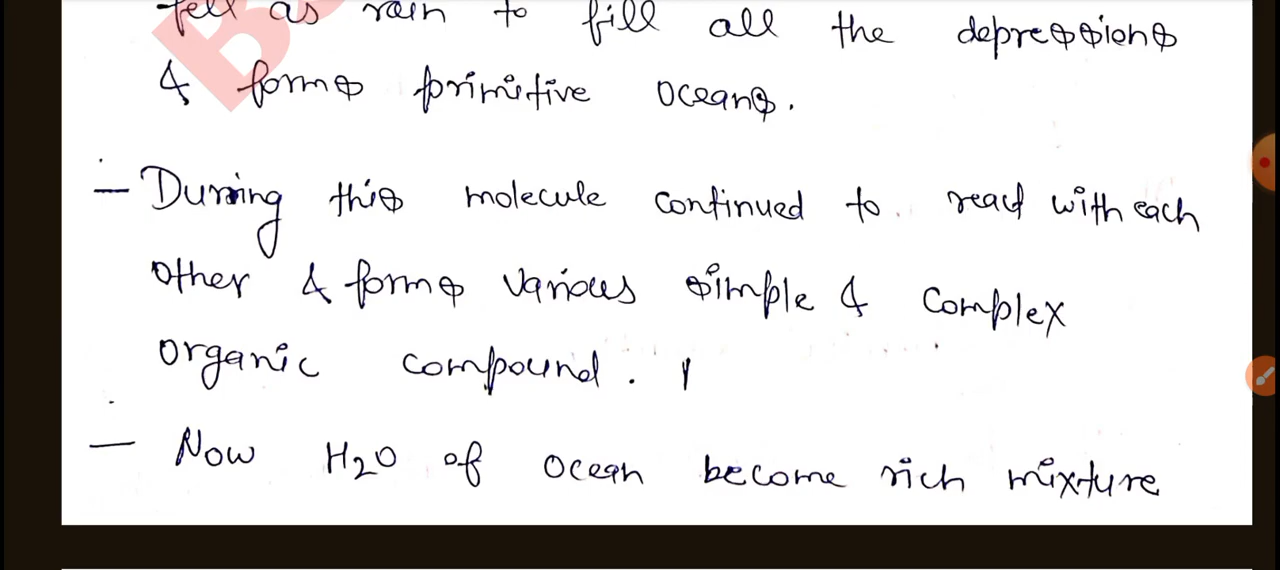 fell as rain to fill all the depressions
& forms primitive oceans.
– During this molecule continued to react with each
other & forms various simple & complex
organic compound.
– Now H2O of ocean become rich mixture